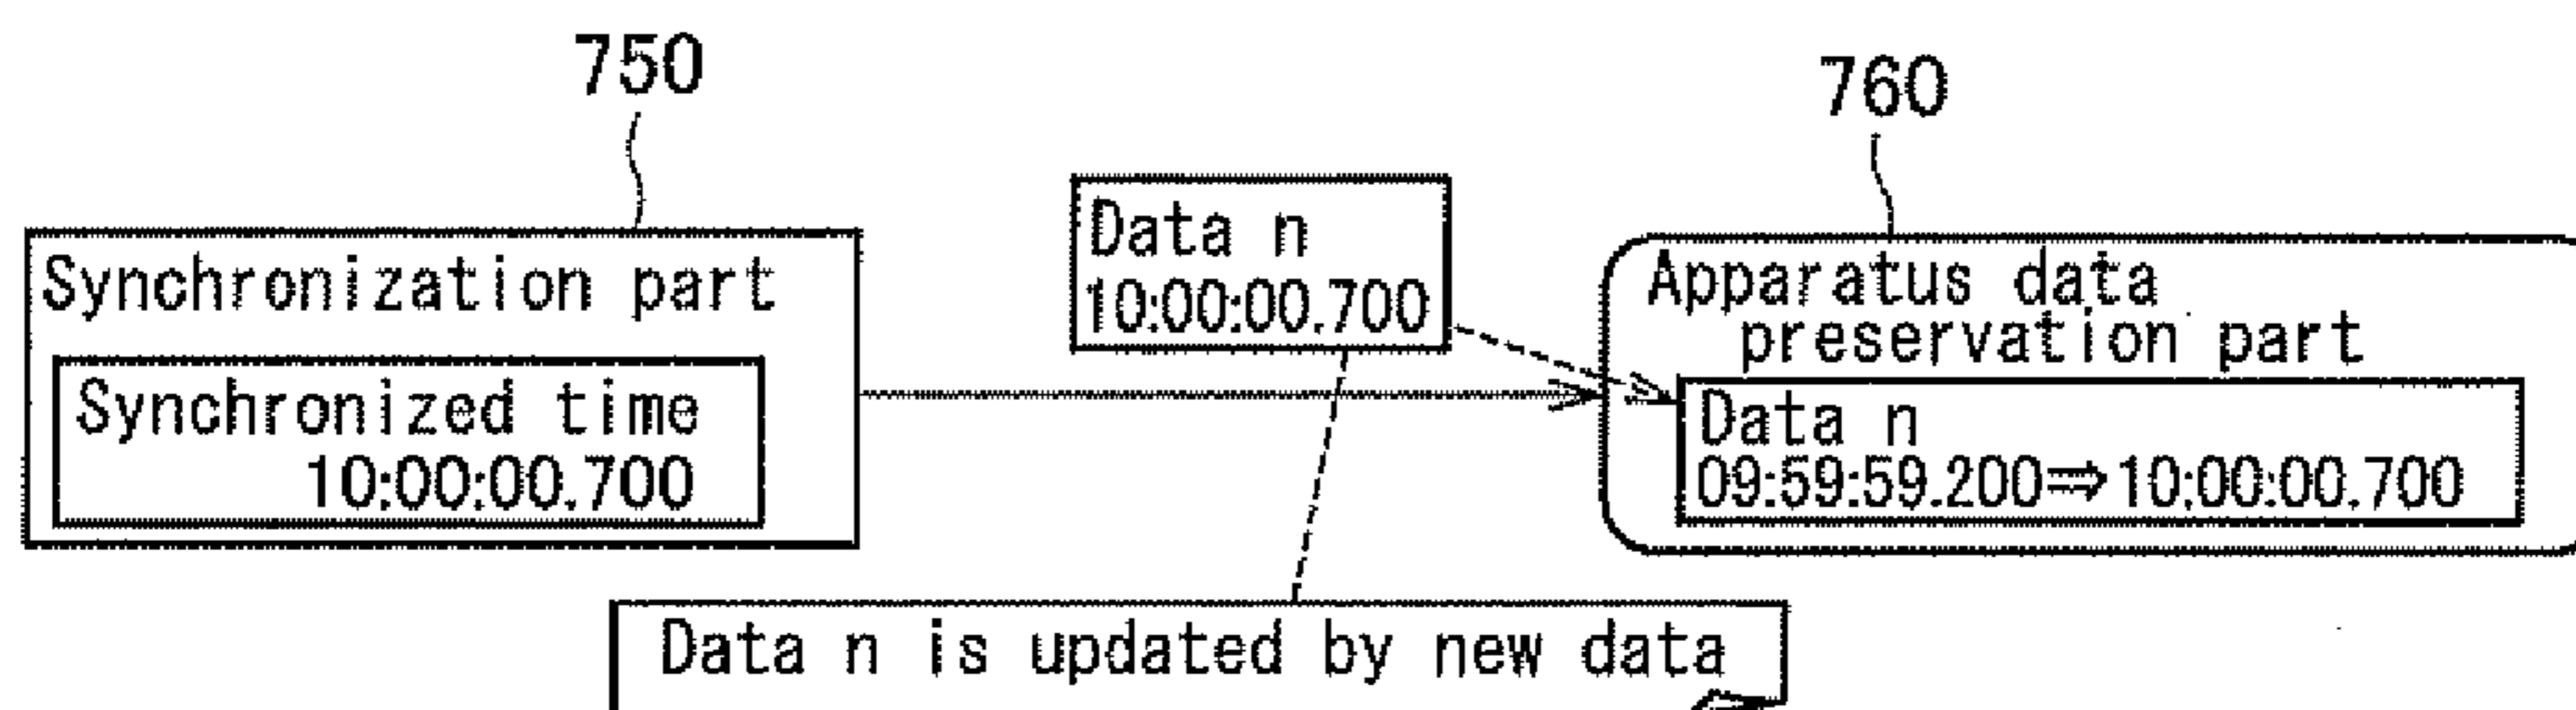 750
760
Synchronization part
Synchronized time
10:00:00.700
Data n
10:00:00.700
Apparatus data
preservation part
Data n
09:59:59.200⇒10:00:00.700
Data n is updated by new data